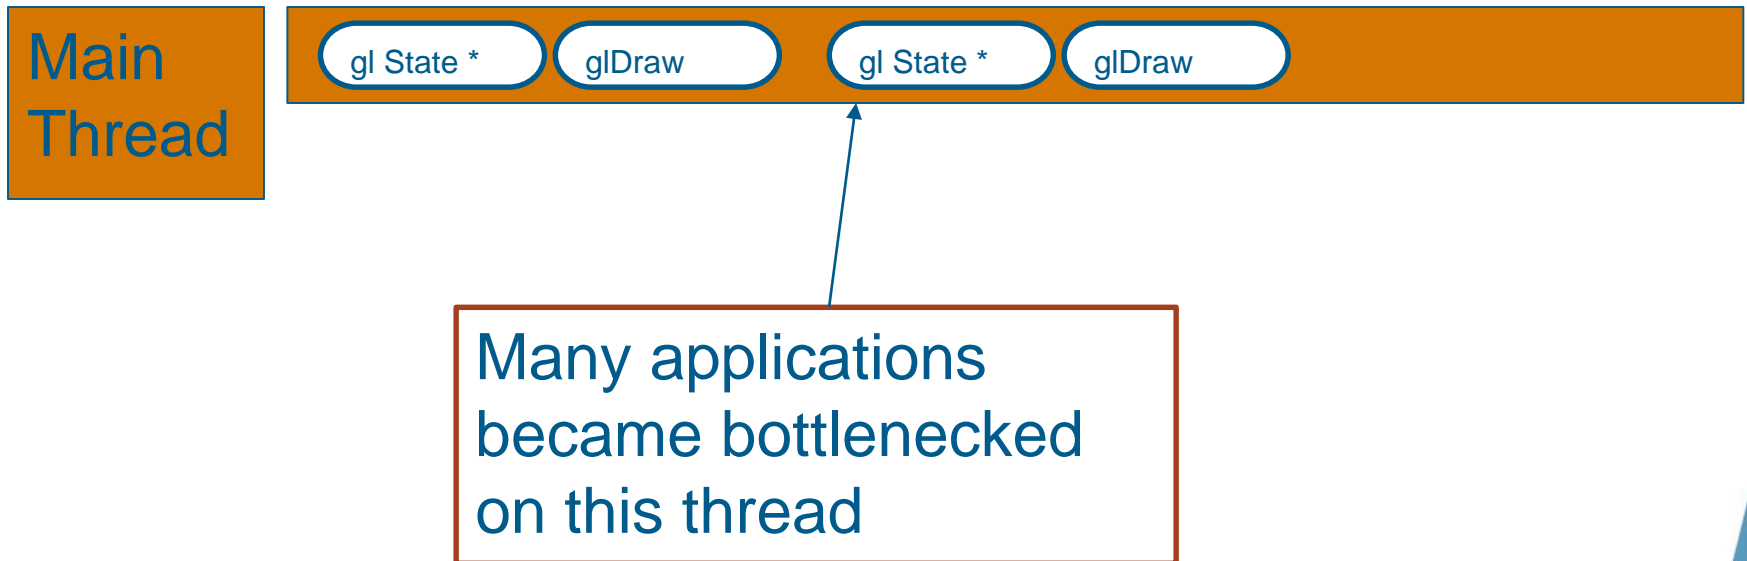 Main
Thread
gl State *
glDraw
gl State *
glDraw
Many applications
became bottlenecked
on this thread